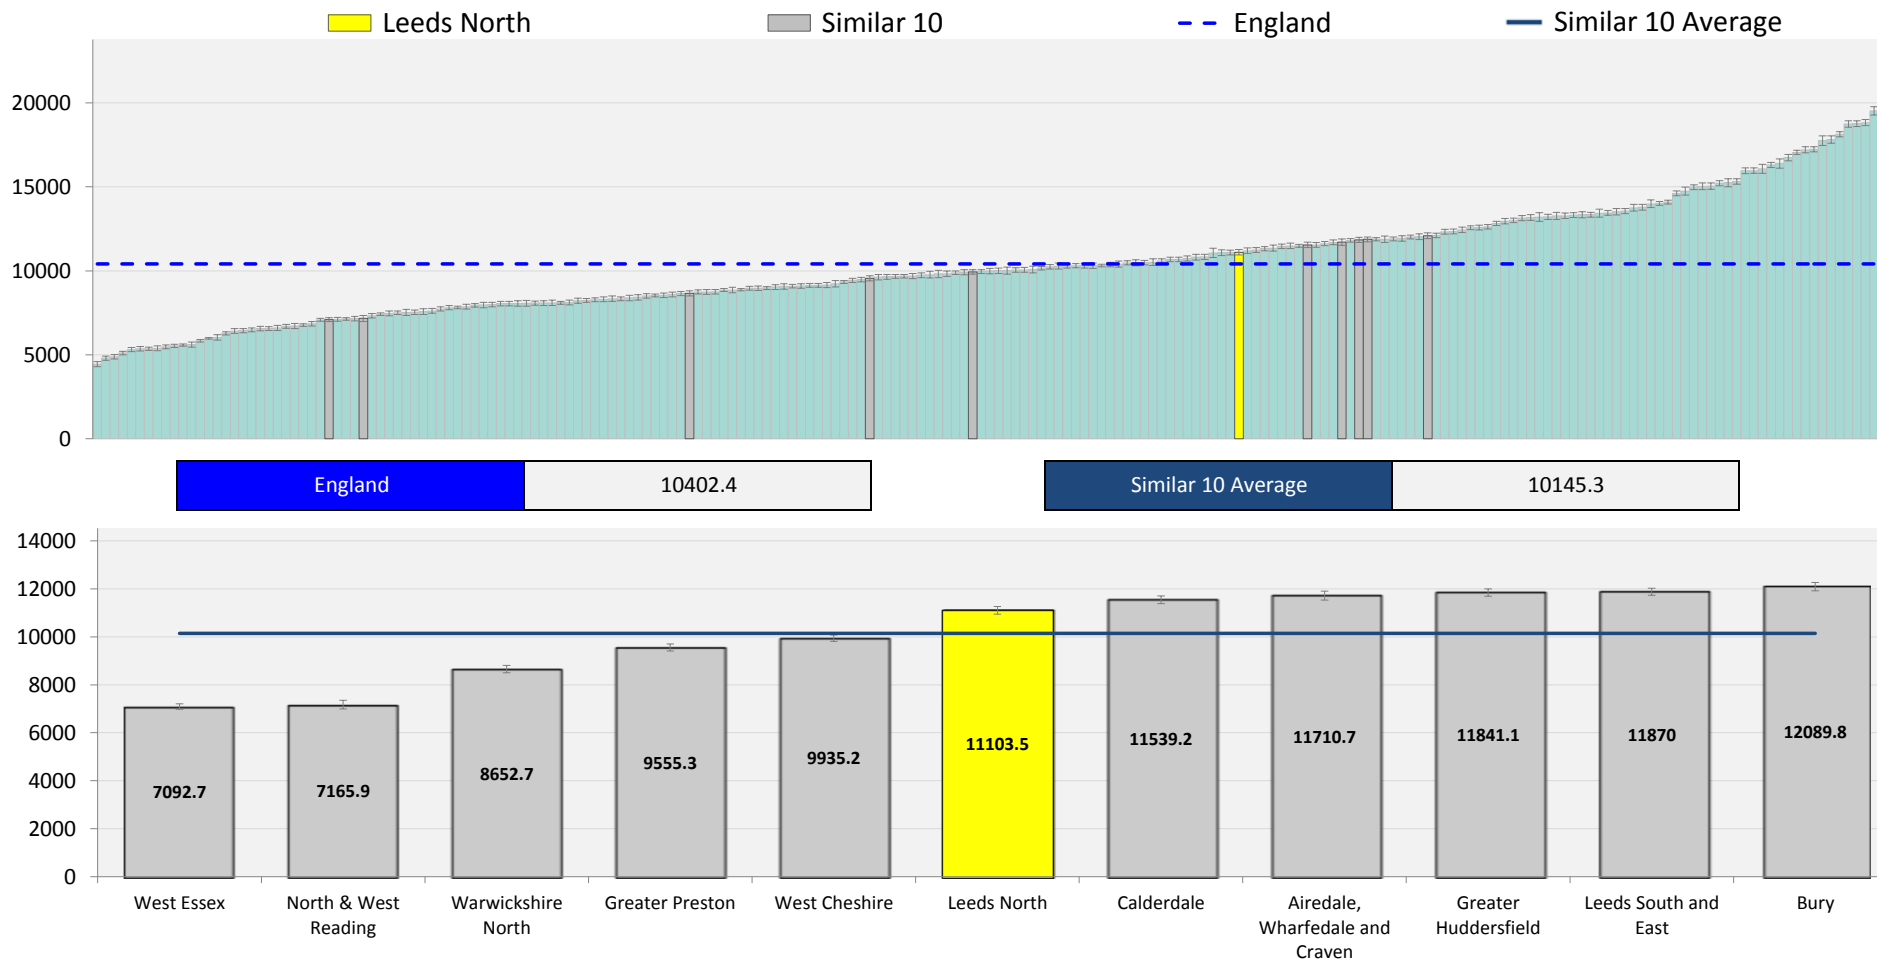 Leeds North Similar 10 England Similar 10 Average
20000
15000
10000
5000
0
England 10402.4 Similar 10 Average 10145.3
14000
12000
10000
8000
6000
4000
2000
0
7092.7 7165.9 8652.7 9555.3 9935.2 11103.5 11539.2 11710.7 11841.1 11870 12089.8
West Essex North & West Warwickshire Greater Preston West Cheshire Leeds North Calderdale Airedale, Greater Leeds South and Bury
Reading North Wharfedale and Huddersfield East
Craven